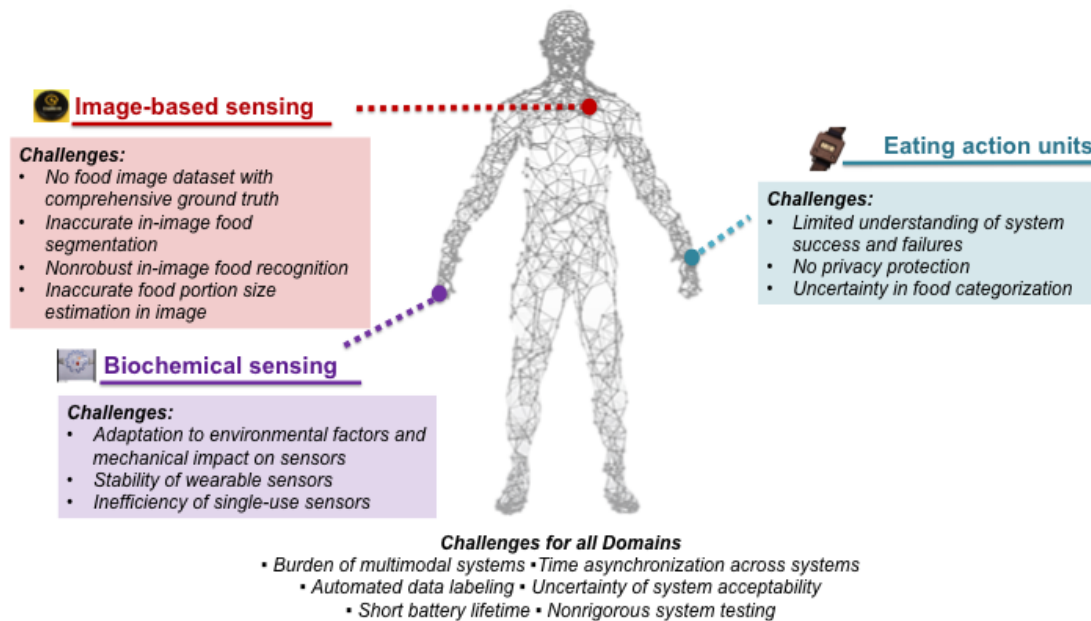 Image-based sensing
Challenges:
• No food image dataset with
comprehensive ground truth
• Inaccurate in-image food
segmentation
• Nonrobust in-image food recognition
• Inaccurate food portion size
estimation in image
Eating action units
Challenges:
• Limited understanding of system
success and failures
• No privacy protection
• Uncertainty in food categorization
Biochemical sensing
Challenges:
• Adaptation to environmental factors and
mechanical impact on sensors
• Stability of wearable sensors
• Inefficiency of single-use sensors
Challenges for all Domains
▪ Burden of multimodal systems ▪Time asynchronization across systems
▪ Automated data labeling ▪ Uncertainty of system acceptability
▪ Short battery lifetime ▪ Nonrigorous system testing